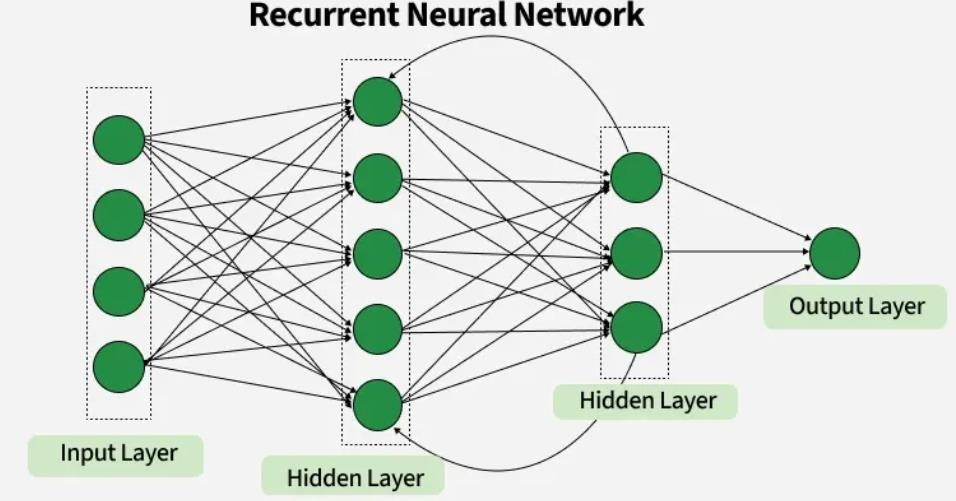 Recurrent Neural Network
Input Layer
Hidden Layer
Hidden Layer
Output Layer